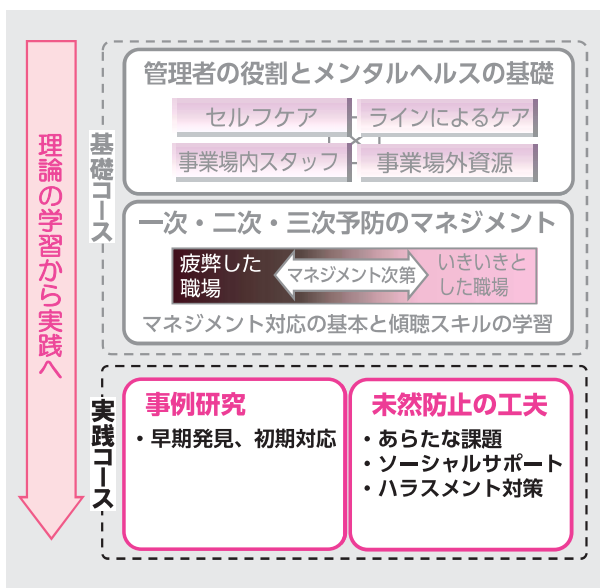 理論の学習から実践へ
基礎コース
管理者の役割とメンタルヘルスの基礎
セルフケア
ラインによるケア
事業場内スタッフ
事業場外資源
一次・二次・三次予防のマネジメント
疲弊した
職場
マネジメント次第
いきいきと
した職場
マネジメント対応の基本と傾聴スキルの学習
実践コース
事例研究
・早期発見、初期対応
未然防止の工夫
・あらたな課題
・ソーシャルサポート
・ハラスメント対策